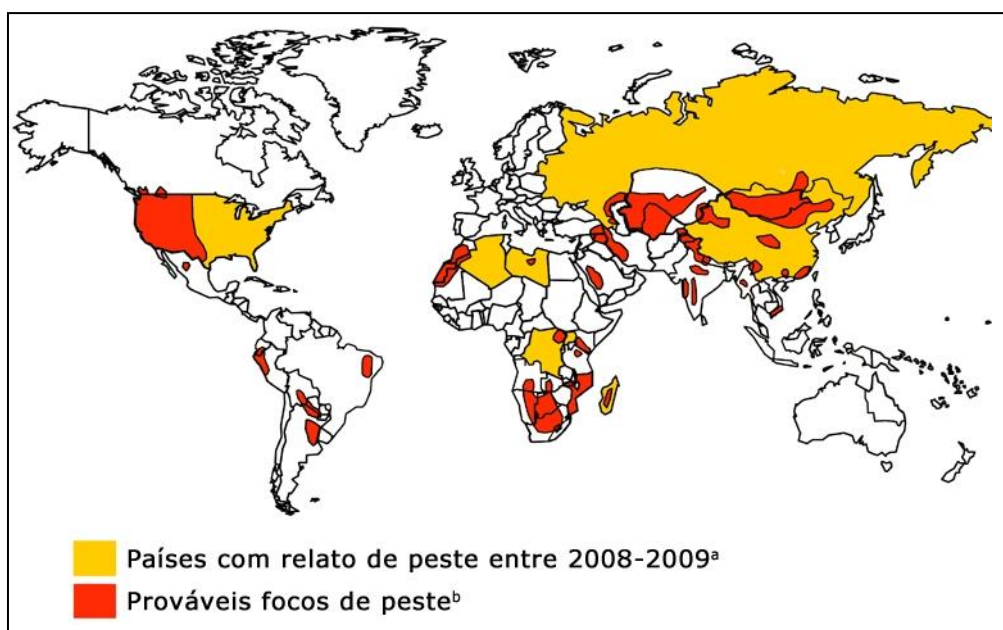 Países com relato de peste entre 2008-2009ᵃ
Prováveis focos de pesteᵇ